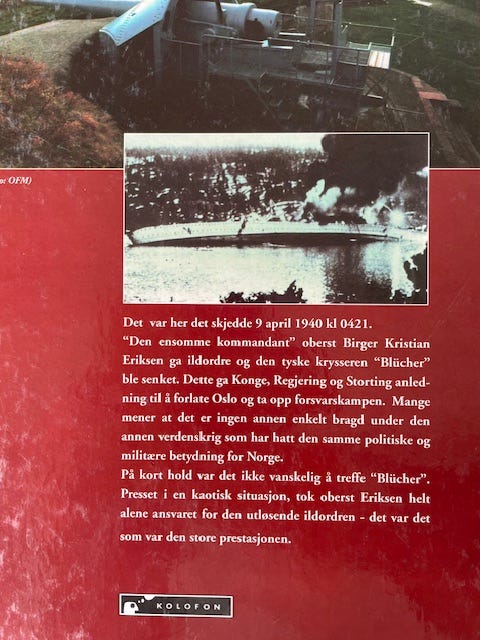 o: OFM)
Det var her det skjedde 9 april 1940 kl 0421.
“Den ensomme kommandant” oberst Birger Kristian
Eriksen ga ildordre og den tyske krysseren “Blücher”
ble senket. Dette ga Konge, Regjering og Storting anled-
ning til å forlate Oslo og ta opp forsvarskampen. Mange
mener at det er ingen annen enkelt bragd under den
annen verdenskrig som har hatt den samme politiske og
militære betydning for Norge.
På kort hold var det ikke vanskelig å treffe “Blücher”.
Presset i en kaotisk situasjon, tok oberst Eriksen helt
alene ansvaret for den utløsende ildordren - det var det
som var den store prestasjonen.
KOLOFON